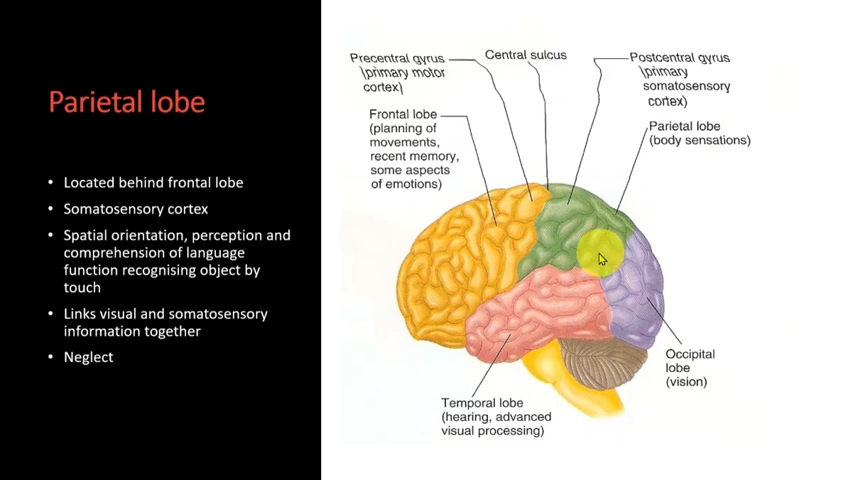 Parietal lobe
• Located behind frontal lobe
• Somatosensory cortex
• Spatial orientation, perception and
comprehension of language
function recognising object by
touch
• Links visual and somatosensory
information together
• Neglect
Precentral gyrus
\primary motor
cortex\
Central sulcus
Postcentral gyrus
\primary
somatosensory
cortex)
Frontal lobe
(planning of
movements,
recent memory,
some aspects
of emotions)
Parietal lobe
(body sensations)
Occipital
lobe
(vision)
Temporal lobe
(hearing, advanced
visual processing)